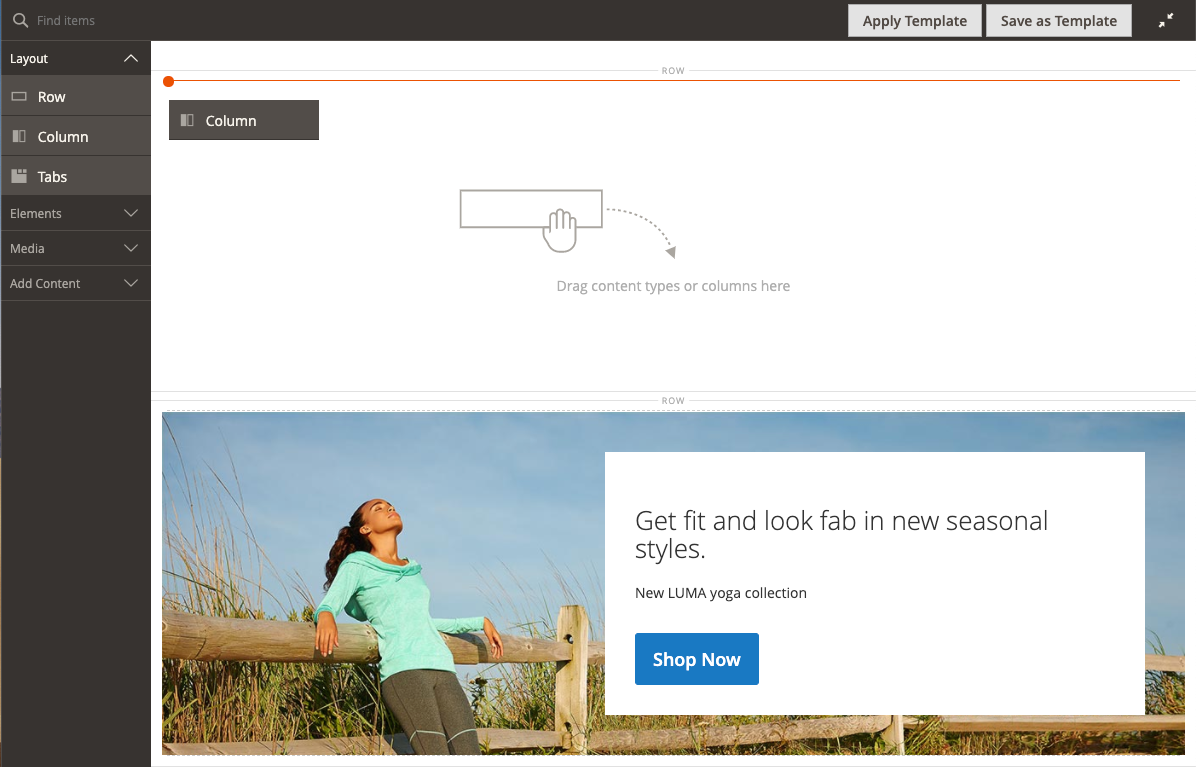 Find items
Apply Template
Save as Template
Layout
Row
Column
Tabs
Elements
Media
Add Content
ROW
Column
Drag content types or columns here
ROW
Get fit and look fab in new seasonal
styles.
New LUMA yoga collection
Shop Now